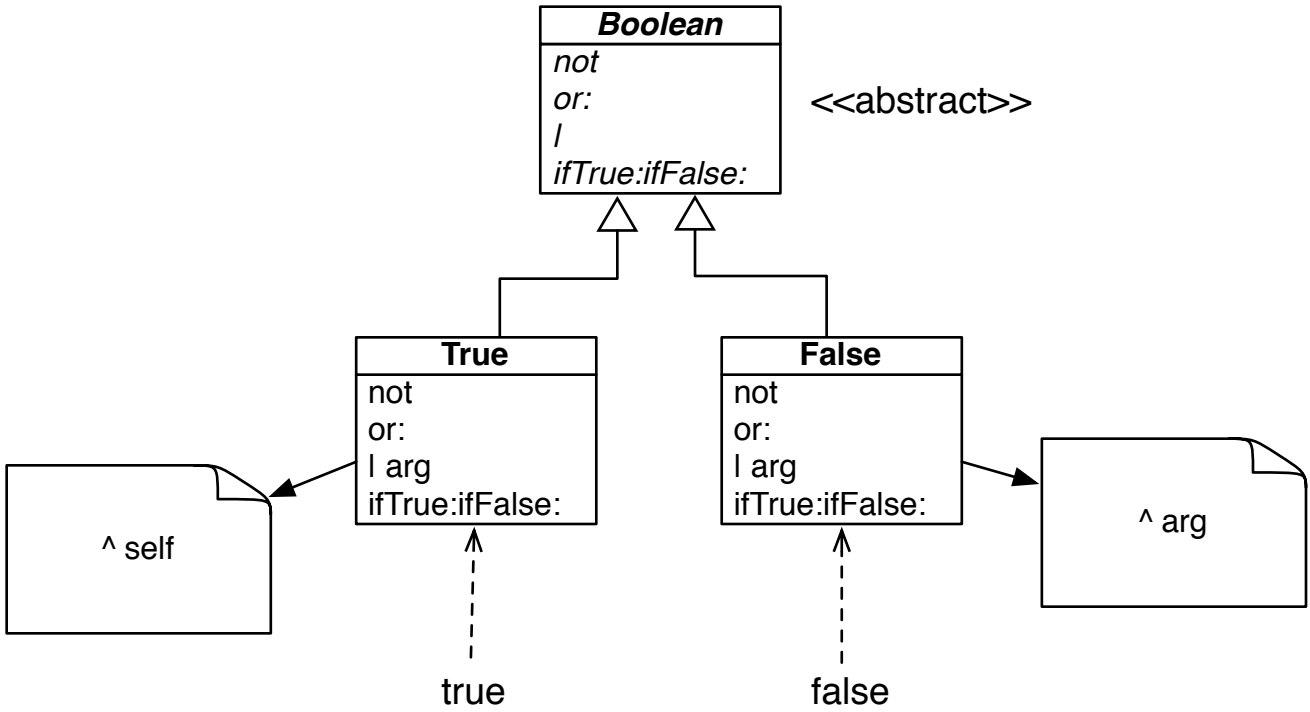 Boolean
not
or:
|
ifTrue:ifFalse:
<<abstract>>
True
not
or:
| arg
ifTrue:ifFalse:
False
not
or:
| arg
ifTrue:ifFalse:
^ self
^ arg
true
false